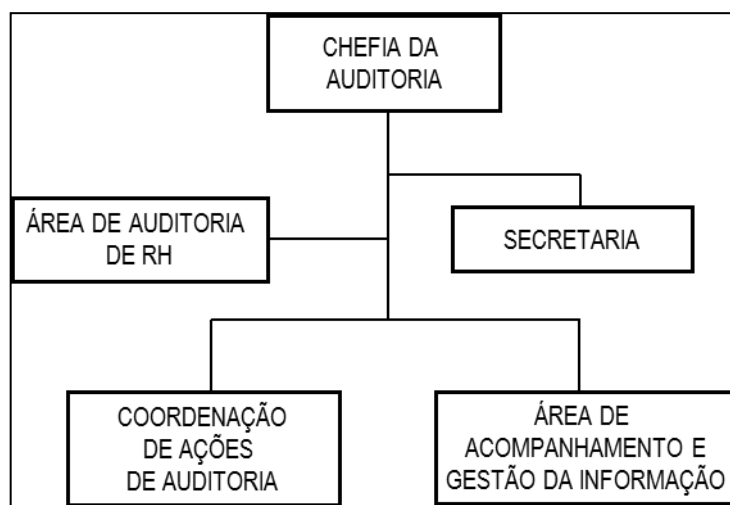 CHEFIA DA
AUDITORIA
ÁREA DE AUDITORIA
DE RH
SECRETARIA
COORDENAÇÃO
DE AÇÕES
DE AUDITORIA
ÁREA DE
ACOMPANHAMENTO E
GESTÃO DA INFORMAÇÃO